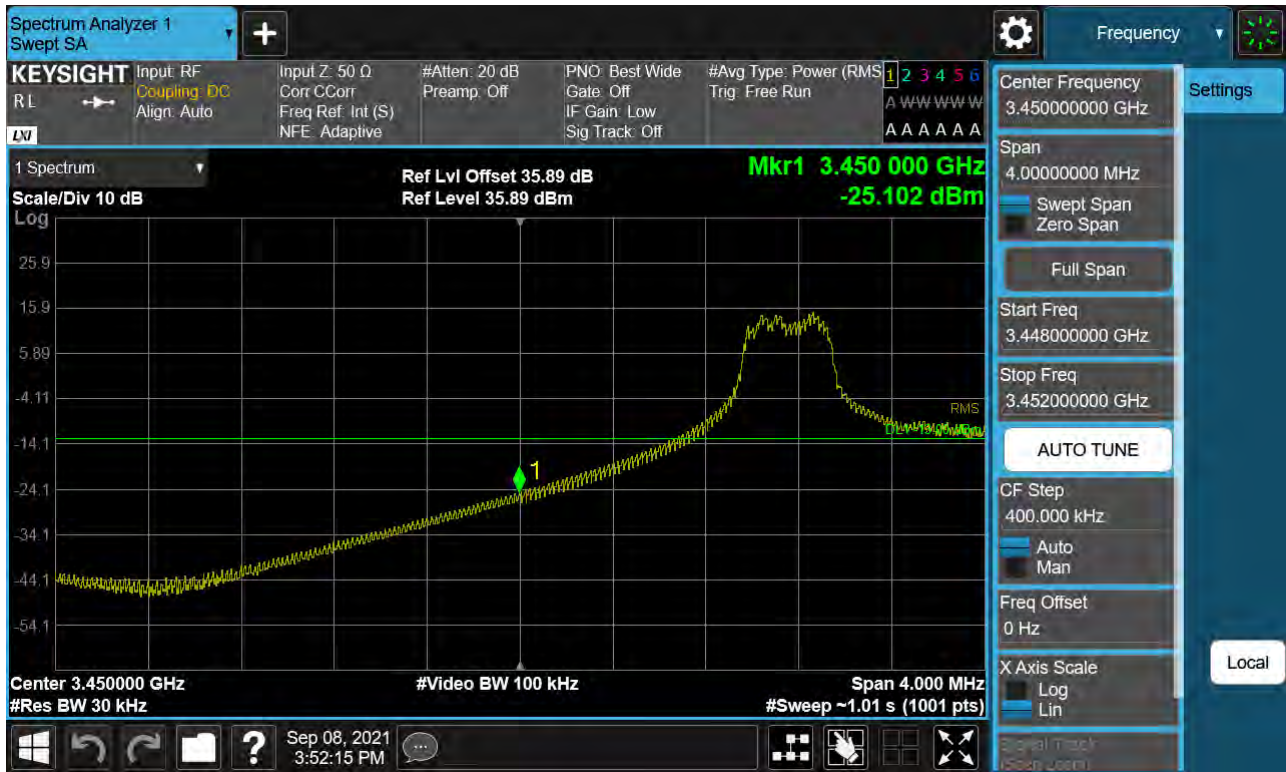 Spectrum Analyzer 1
Swept SA
+
Frequency
KEYSIGHT
RL
LXI
Input: RF
Coupling: DC
Align: Auto
Input Z: 50 Ω
Corr CCorr
Freq Ref: Int (S)
NFE: Adaptive
#Atten: 20 dB
Preamp: Off
PNO: Best Wide
Gate: Off
IF Gain: Low
Sig Track: Off
#Avg Type: Power (RMS
Trig: Free Run
1 2 3 4 5 6
A W W W W W
A A A A A A
1 Spectrum
Scale/Div 10 dB
Log
Ref Lvl Offset 35.89 dB
Ref Level 35.89 dBm
Mkr1 3.450 000 GHz
-25.102 dBm
25.9
15.9
5.89
-4.11
-14.1
-24.1
-34.1
-44.1
-54.1
1
RMS
Center 3.450000 GHz
#Res BW 30 kHz
#Video BW 100 kHz
Span 4.000 MHz
#Sweep ~1.01 s (1001 pts)
Center Frequency
3.450000000 GHz
Span
4.00000000 MHz
Swept Span
Zero Span
Full Span
Start Freq
3.448000000 GHz
Stop Freq
3.452000000 GHz
AUTO TUNE
CF Step
400.000 kHz
Auto
Man
Freq Offset
0 Hz
X Axis Scale
Log
Lin
Signal Track
(Span Zoom)
Settings
Local
?
Sep 08, 2021
3:52:15 PM